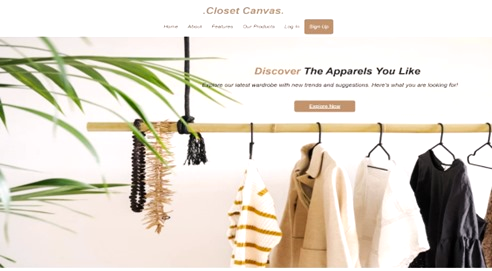 .Closet Canvas.
Home About Features Our Products Log In Sign Up
Discover The Apparels You Like
Explore our latest wardrobe with new trends and suggestions. Here's what you are looking for!
Explore Now